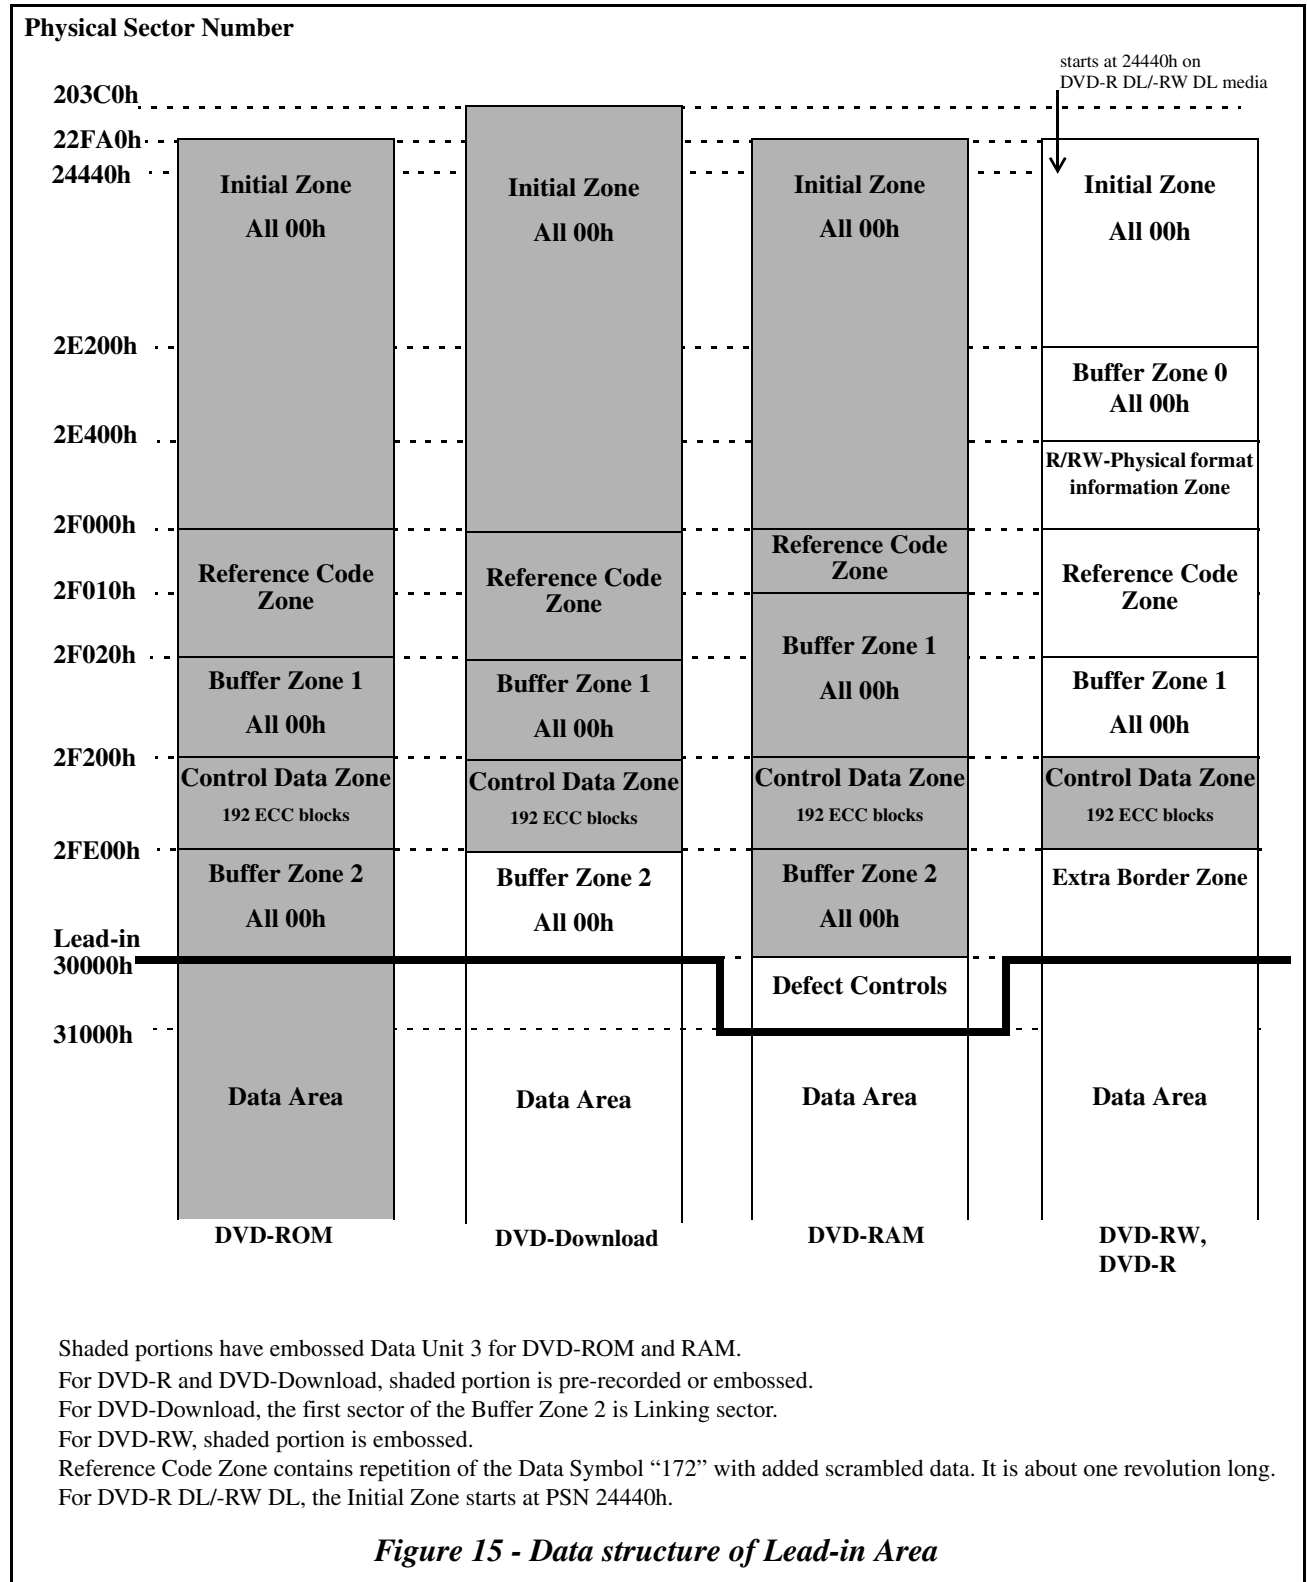 Physical Sector Number
starts at 24440h on
DVD-R DL/-RW DL media
203C0h
22FA0h
24440h
Initial Zone
All 00h
Initial Zone
All 00h
Initial Zone
All 00h
Initial Zone
All 00h
2E200h
Buffer Zone 0
All 00h
2E400h
R/RW-Physical format
information Zone
2F000h
Reference Code
Zone
Reference Code
Zone
Reference Code
Zone
Reference Code
Zone
2F010h
Buffer Zone 1
All 00h
2F020h
Buffer Zone 1
All 00h
Buffer Zone 1
All 00h
Buffer Zone 1
All 00h
2F200h
Control Data Zone
192 ECC blocks
Control Data Zone
192 ECC blocks
Control Data Zone
192 ECC blocks
Control Data Zone
192 ECC blocks
2FE00h
Buffer Zone 2
All 00h
Buffer Zone 2
All 00h
Buffer Zone 2
All 00h
Extra Border Zone
Lead-in
30000h
Defect Controls
31000h
Data Area
Data Area
Data Area
Data Area
DVD-ROM
DVD-Download
DVD-RAM
DVD-RW,
DVD-R
Shaded portions have embossed Data Unit 3 for DVD-ROM and RAM.
For DVD-R and DVD-Download, shaded portion is pre-recorded or embossed.
For DVD-Download, the first sector of the Buffer Zone 2 is Linking sector.
For DVD-RW, shaded portion is embossed.
Reference Code Zone contains repetition of the Data Symbol “172” with added scrambled data. It is about one revolution long.
For DVD-R DL/-RW DL, the Initial Zone starts at PSN 24440h.
Figure 15 - Data structure of Lead-in Area